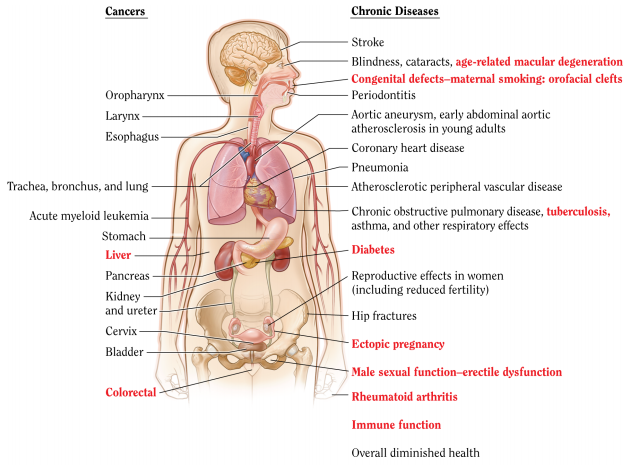 Cancers
Oropharynx
Larynx
Esophagus
Trachea, bronchus, and lung
Acute myeloid leukemia
Stomach
Liver
Pancreas
Kidney
and ureter
Cervix
Bladder
Colorectal
Chronic Diseases
Stroke
Blindness, cataracts, age-related macular degeneration
Congenital defects–maternal smoking: orofacial clefts
Periodontitis
Aortic aneurysm, early abdominal aortic
atherosclerosis in young adults
Coronary heart disease
Pneumonia
Atherosclerotic peripheral vascular disease
Chronic obstructive pulmonary disease, tuberculosis,
asthma, and other respiratory effects
Diabetes
Reproductive effects in women
(including reduced fertility)
Hip fractures
Ectopic pregnancy
Male sexual function–erectile dysfunction
Rheumatoid arthritis
Immune function
Overall diminished health